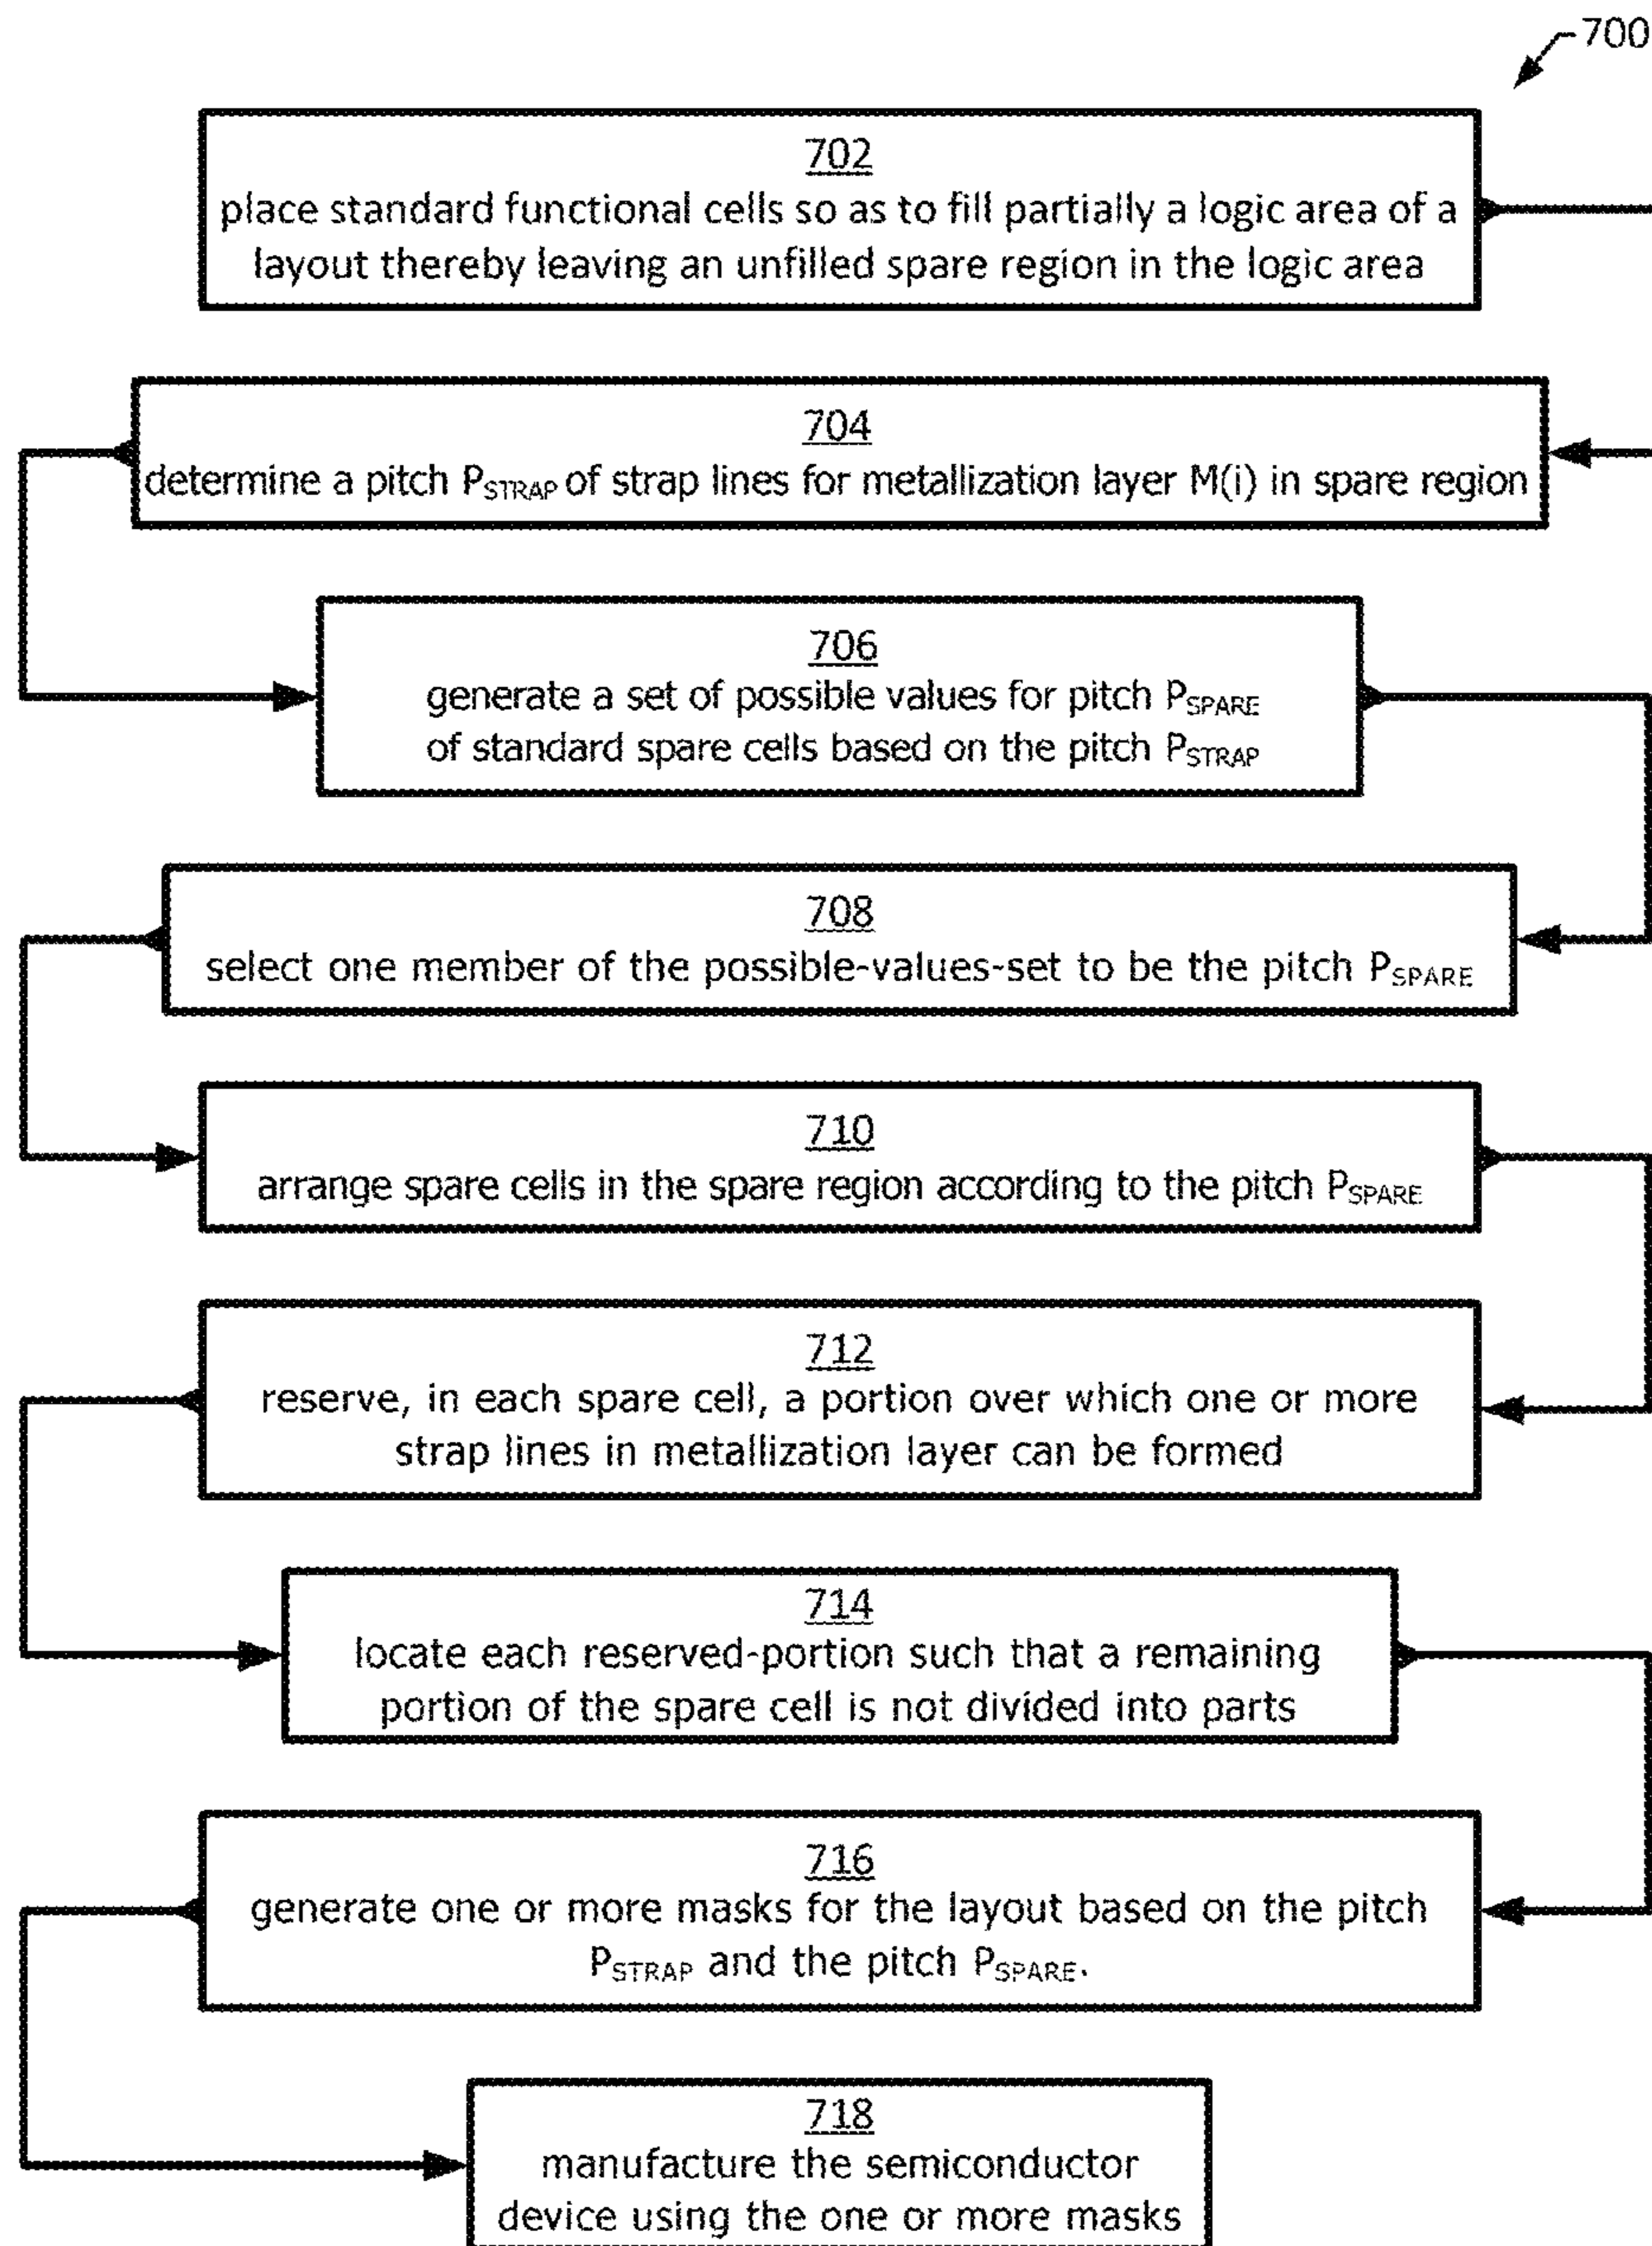 700
702
place standard functional cells so as to fill partially a logic area of a
layout thereby leaving an unfilled spare region in the logic area
704
determine a pitch PSTRAP of strap lines for metallization layer M(i) in spare region
706
generate a set of possible values for pitch PSPARE
of standard spare cells based on the pitch PSTRAP
708
select one member of the possible-values-set to be the pitch PSPARE
710
arrange spare cells in the spare region according to the pitch PSPARE
712
reserve, in each spare cell, a portion over which one or more
strap lines in metallization layer can be formed
714
locate each reserved-portion such that a remaining
portion of the spare cell is not divided into parts
716
generate one or more masks for the layout based on the pitch
PSTRAP and the pitch PSPARE.
718
manufacture the semiconductor
device using the one or more masks